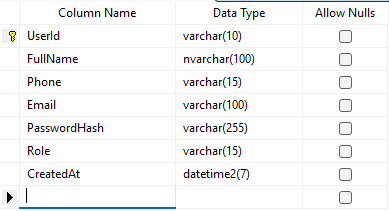 Column Name Data Type Allow Nulls
UserId varchar(10)
FullName nvarchar(100)
Phone varchar(15)
Email varchar(100)
PasswordHash varchar(255)
Role varchar(15)
CreatedAt datetime2(7)